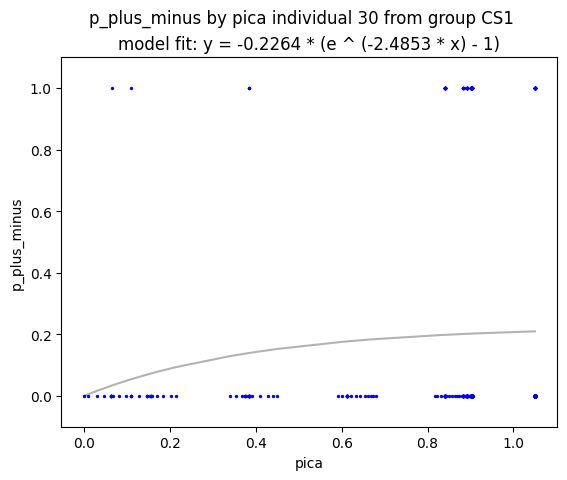 p_plus_minus by pica individual 30 from group CS1
model fit: y = -0.2264 * (e ^ (-2.4853 * x) - 1)
1.0
0.8
0.6
0.4
0.2
0.0
p_plus_minus
0.0 0.2 0.4 0.6 0.8 1.0
pica